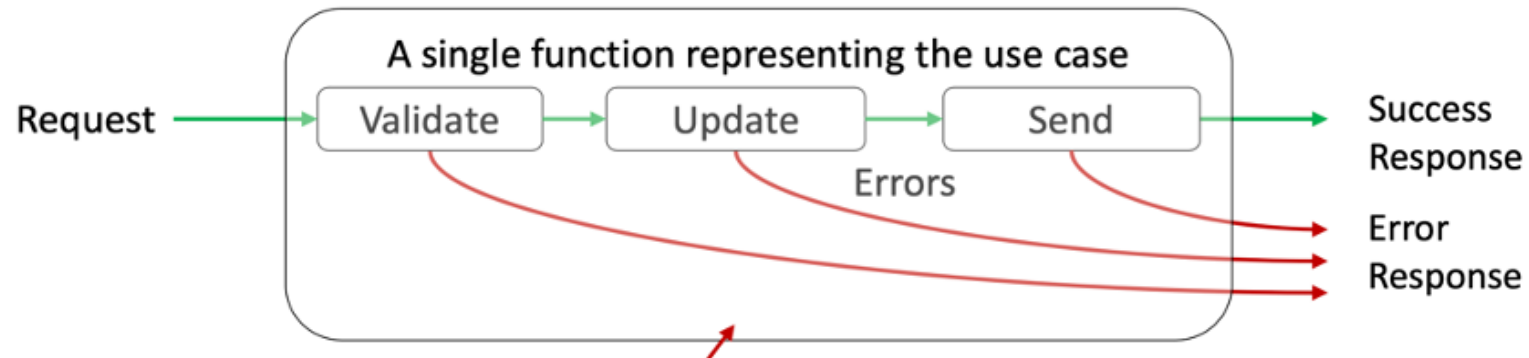 A single function representing the use case
Request
Validate
Update
Send
Success
Response
Errors
Error
Response